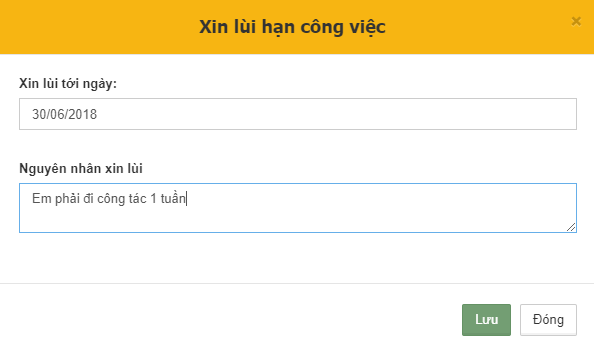 Xin lùi hạn công việc
×
Xin lùi tới ngày:
30/06/2018
Nguyên nhân xin lùi
Em phải đi công tác 1 tuần
Lưu Đóng